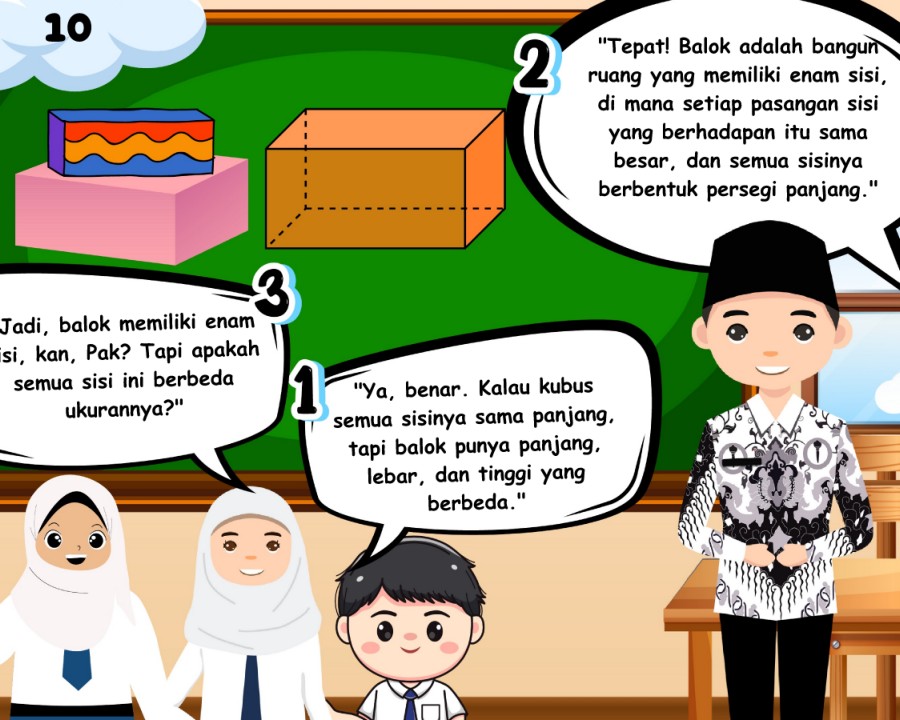 10
1
"Ya, benar. Kalau kubus
semua sisinya sama panjang,
tapi balok punya panjang,
lebar, dan tinggi yang
berbeda."
2
"Tepat! Balok adalah bangun
ruang yang memiliki enam sisi,
di mana setiap pasangan sisi
yang berhadapan itu sama
besar, dan semua sisinya
berbentuk persegi panjang."
3
Jadi, balok memiliki enam
isi, kan, Pak? Tapi apakah
semua sisi ini berbeda
ukurannya?"